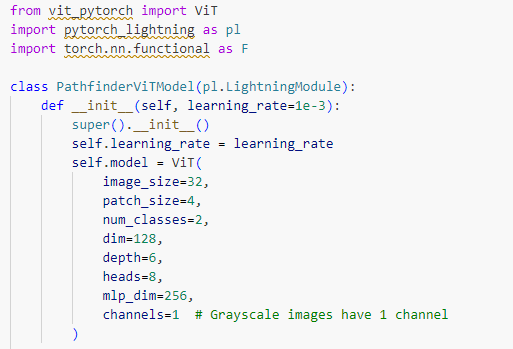 from vit_pytorch import ViT
import pytorch_lightning as pl
import torch.nn.functional as F
class PathfinderViTModel(pl.LightningModule):
    def __init__(self, learning_rate=1e-3):
        super().__init__()
        self.learning_rate = learning_rate
        self.model = ViT(
            image_size=32,
            patch_size=4,
            num_classes=2,
            dim=128,
            depth=6,
            heads=8,
            mlp_dim=256,
            channels=1  # Grayscale images have 1 channel
        )